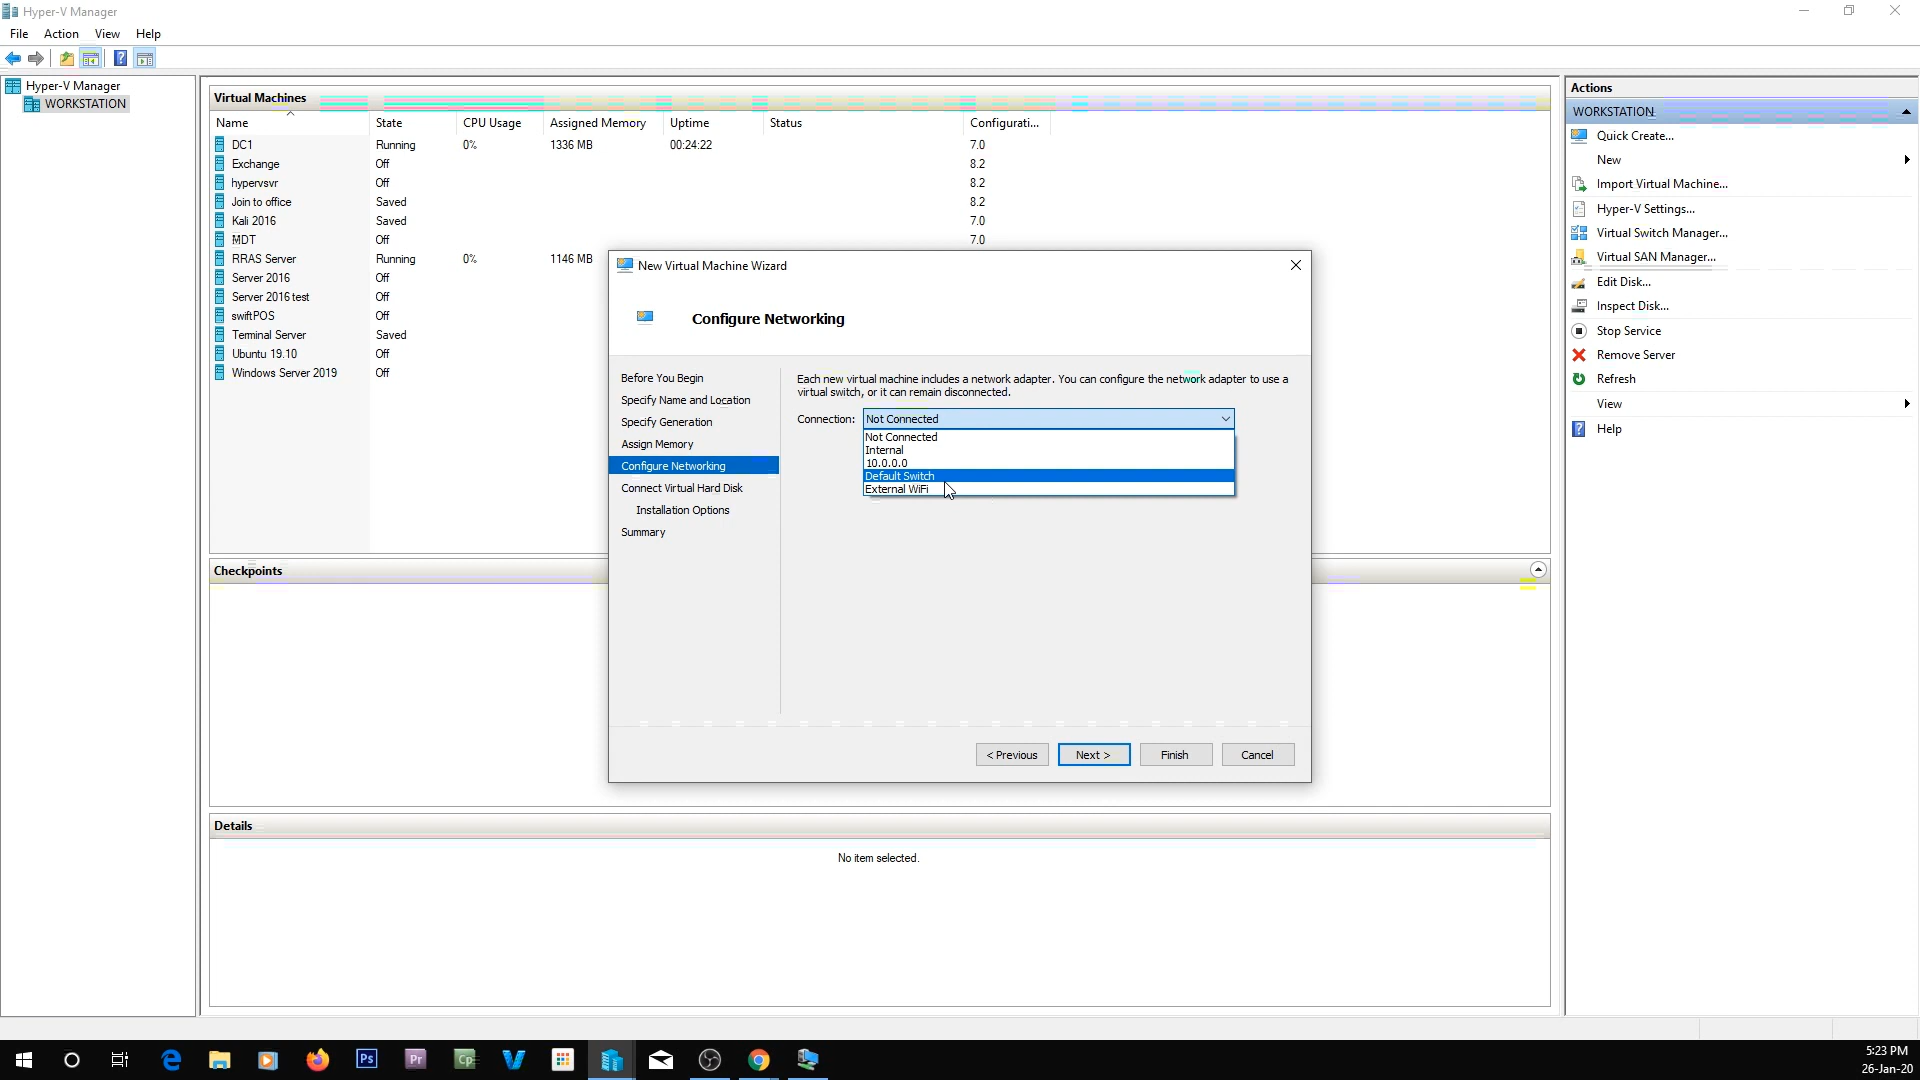 Hyper-V Manager
File Action View Help
Hyper-V Manager
WORKSTATION
Virtual Machines
Name State CPU Usage Assigned Memory Uptime Status Configurati...
DC1 Running 0% 1336 MB 00:24:22 7.0
Exchange Off 8.2
hypervsvr Off 8.2
Join to office Saved 8.2
Kali 2016 Saved 7.0
MDT Off 7.0
RRAS Server Running 0% 1146 MB
Server 2016 Off
Server 2016 test Off
swiftPOS Off
Terminal Server Saved
Ubuntu 19.10 Off
Windows Server 2019 Off
New Virtual Machine Wizard
Configure Networking
Before You Begin
Specify Name and Location
Specify Generation
Assign Memory
Configure Networking
Connect Virtual Hard Disk
Installation Options
Summary
Each new virtual machine includes a network adapter. You can configure the network adapter to use a
virtual switch, or it can remain disconnected.
Connection: Not Connected
Not Connected
Internal
10.0.0.0
Default Switch
External WiFi
< Previous Next > Finish Cancel
Checkpoints
Details
No item selected.
Actions
WORKSTATION
Quick Create...
New
Import Virtual Machine...
Hyper-V Settings...
Virtual Switch Manager...
Virtual SAN Manager...
Edit Disk...
Inspect Disk...
Stop Service
Remove Server
Refresh
View
Help
Ps Pr Cp
5:23 PM
26-Jan-20